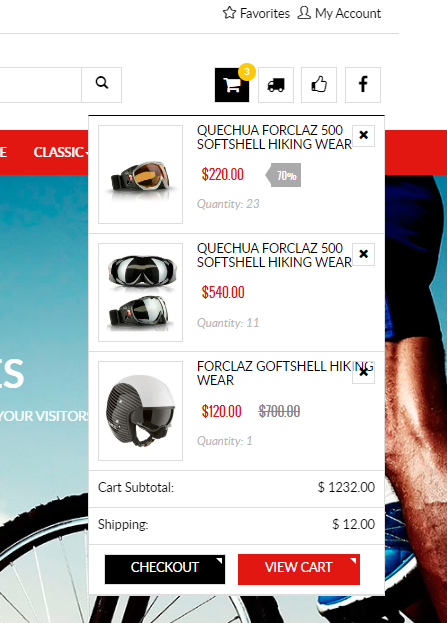 Favorites My Account
3
E CLASSIC
QUECHUA FORCLAZ 500
SOFTSHELL HIKING WEAR
$220.00 70%
Quantity: 23
QUECHUA FORCLAZ 500
SOFTSHELL HIKING WEAR
$540.00
Quantity: 11
FORCLAZ GOFTSHELL HIKING
WEAR
$120.00 $700.00
Quantity: 1
ES
YOUR VISITORS
Cart Subtotal: $ 1232.00
Shipping: $ 12.00
CHECKOUT VIEW CART